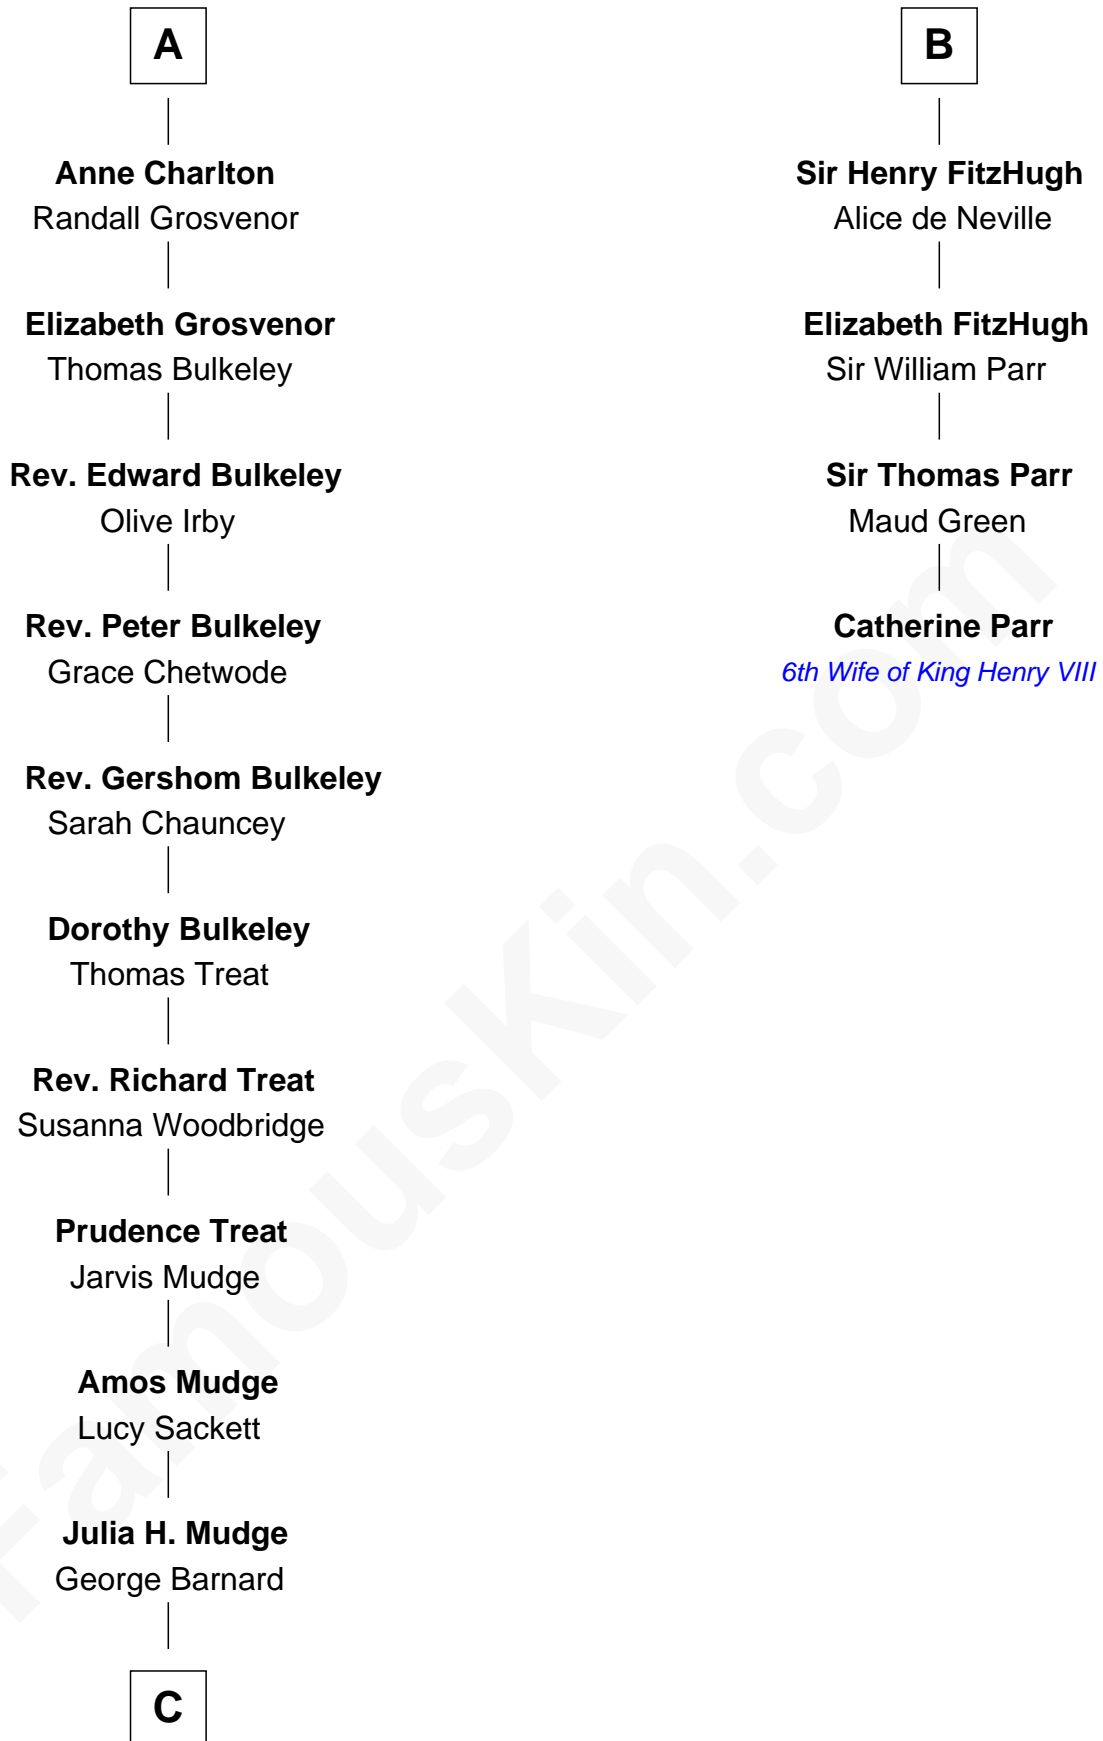 A
Anne Charlton
Randall Grosvenor
Elizabeth Grosvenor
Thomas Bulkeley
Rev. Edward Bulkeley
Olive Irby
Rev. Peter Bulkeley
Grace Chetwode
Rev. Gershom Bulkeley
Sarah Chauncey
Dorothy Bulkeley
Thomas Treat
Rev. Richard Treat
Susanna Woodbridge
Prudence Treat
Jarvis Mudge
Amos Mudge
Lucy Sackett
Julia H. Mudge
George Barnard
C
B
Sir Henry FitzHugh
Alice de Neville
Elizabeth FitzHugh
Sir William Parr
Sir Thomas Parr
Maud Green
Catherine Parr
6th Wife of King Henry VIII
FamousKin.com